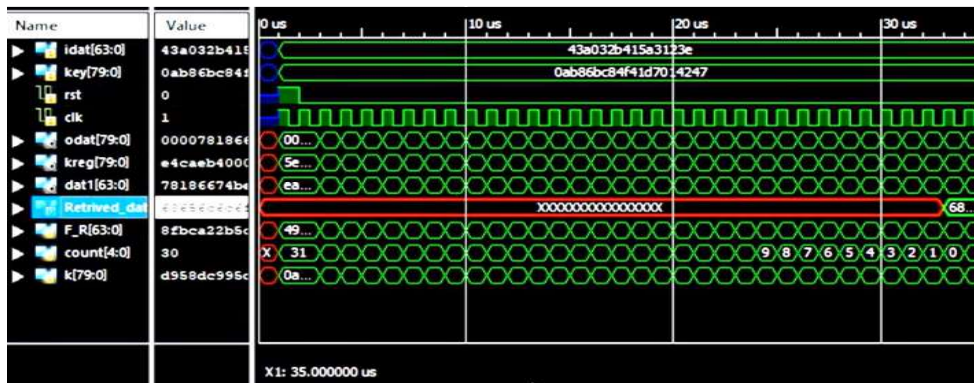 Name Value 0 us 10 us 20 us 30 us
idat[63:0] 43a032b415 43a032b415a3123e
key[79:0] 0ab86bc84f 0ab86bc84f41d7014247
rst 0
clk 1
odat[79:0] 0000781866 00...
kreg[79:0] e4caeb4000 5e...
dat1[63:0] 78186674be ea...
Retrived_dat XXXXXXXXXXXXXXXX 68...
F_R[63:0] 8fbca22b5c 49...
count[4:0] 30 X 31 9 8 7 6 5 4 3 2 1 0
k[79:0] d958dc995c 0a...
X1: 35.000000 us